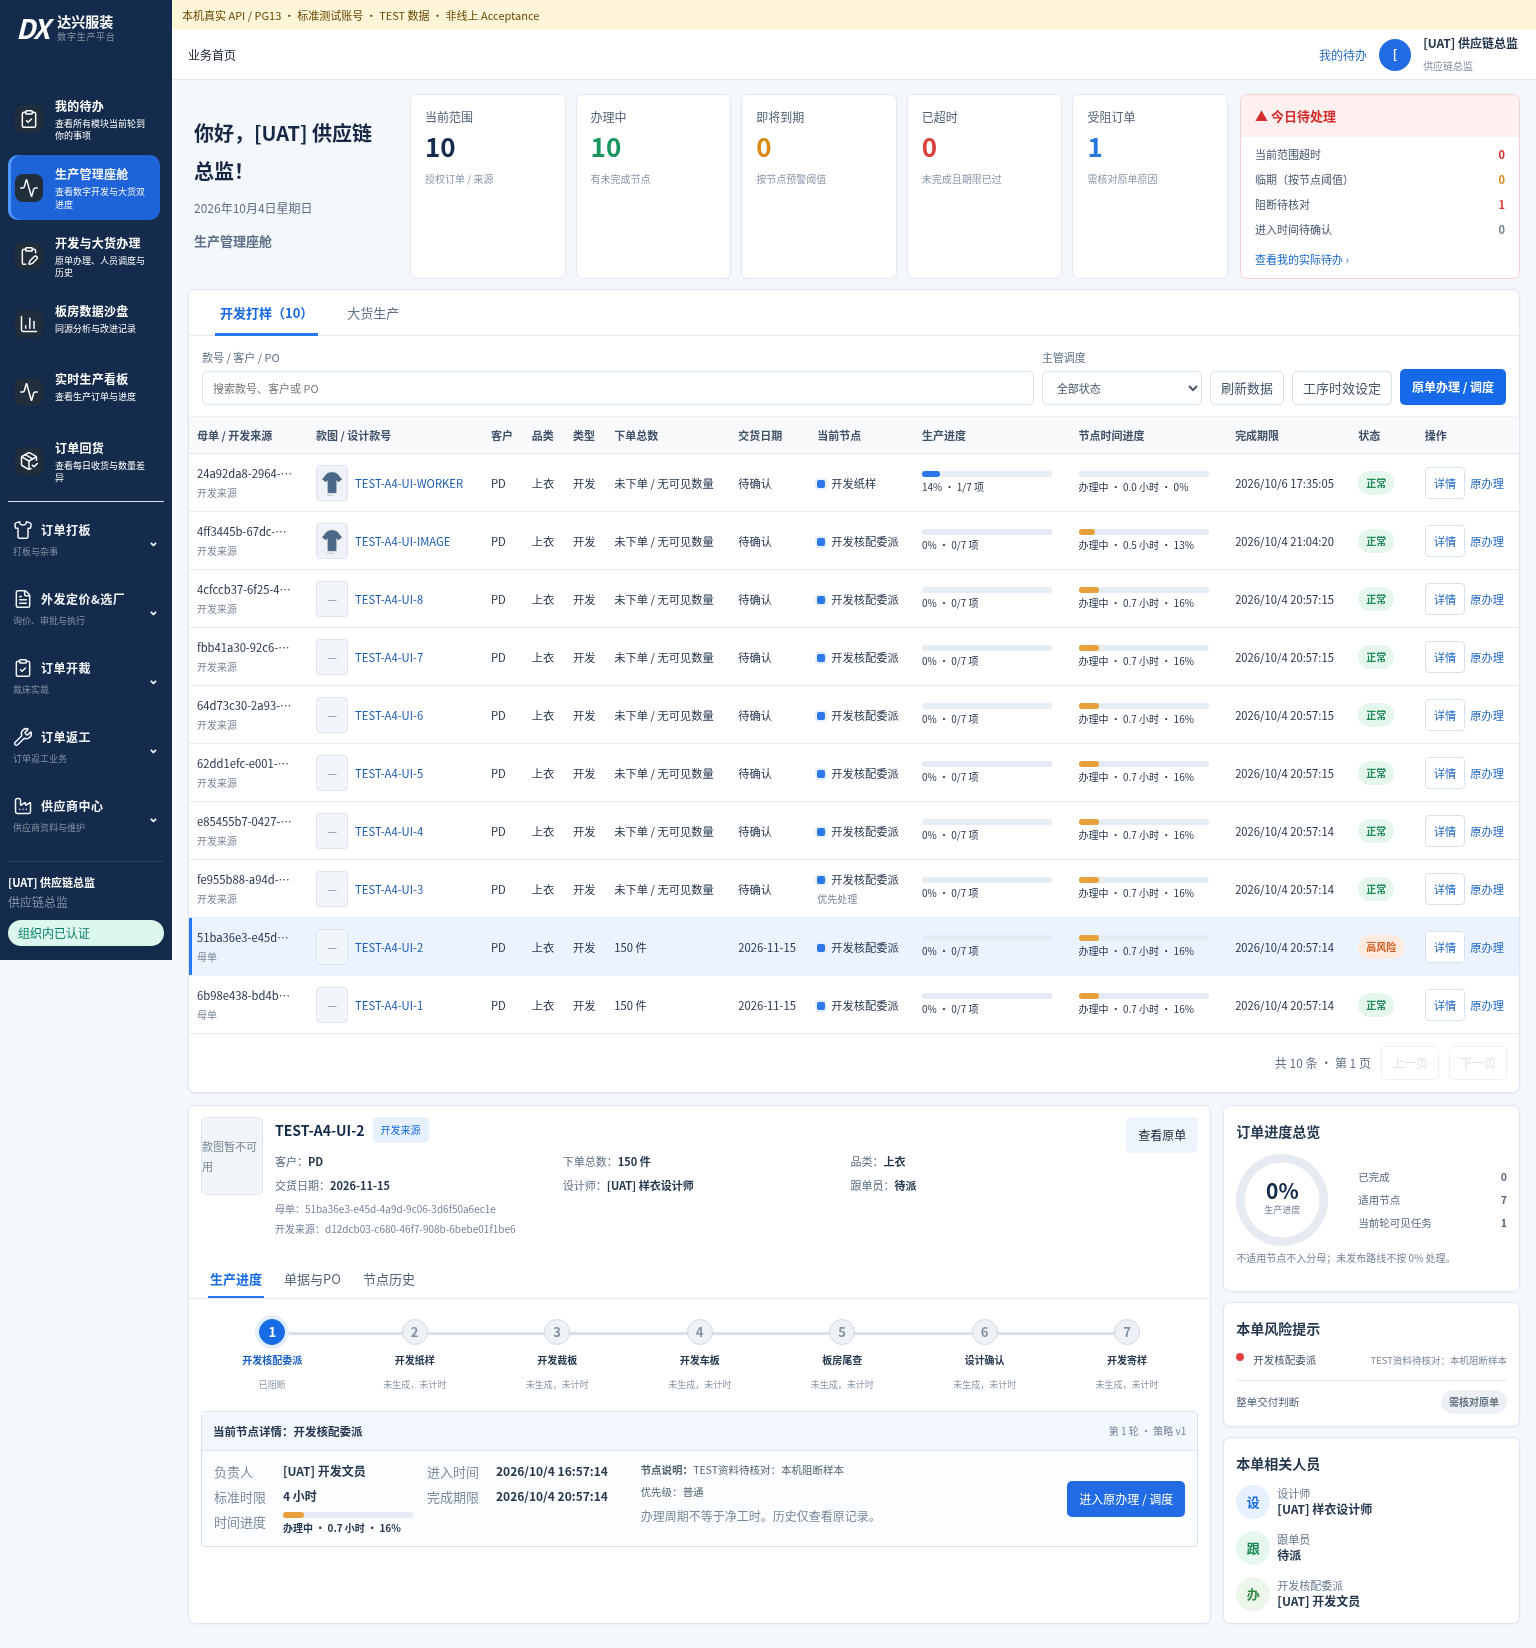 本机真实 API / PG13 · 标准测试账号 · TEST 数据 · 非线上 Acceptance
DX 达兴服装
数字生产平台
业务首页
我的待办
[
[UAT] 供应链总监
供应链总监
我的待办
查看所有模块当前轮到
你的事项
生产管理座舱
查看数字开发与大货双
进度
开发与大货办理
原单办理、人员调度与
历史
板房数据沙盘
同源分析与改进记录
实时生产看板
查看生产订单与进度
订单回货
查看每日收货与数量差
异
订单打板
打板与杂事
外发定价&选厂
询价、审批与执行
订单开裁
裁床实裁
订单返工
订单返工业务
供应商中心
供应商资料与维护
[UAT] 供应链总监
供应链总监
组织内已认证
你好，[UAT] 供应链
总监！
2026年10月4日星期日
生产管理座舱
当前范围
10
授权订单 / 来源
办理中
10
有未完成节点
即将到期
0
按节点预警阈值
已超时
0
未完成且期限已过
受阻订单
1
需核对原单原因
▲ 今日待处理
当前范围超时 0
临期（按节点阈值） 0
阻断待核对 1
进入时间待确认 0
查看我的实际待办 ›
开发打样（10） 大货生产
款号 / 客户 / PO 主管调度
搜索款号、客户或 PO 全部状态 刷新数据 工序时效设定 原单办理 / 调度
母单 / 开发来源 款图 / 设计款号 客户 品类 类型 下单总数 交货日期 当前节点 生产进度 节点时间进度 完成期限 状态 操作
24a92da8-2964-… 开发来源 TEST-A4-UI-WORKER PD 上衣 开发 未下单 / 无可见数量 待确认 开发纸样 14% · 1/7 项 办理中 · 0.0 小时 · 0% 2026/10/6 17:35:05 正常 详情 原办理
4ff3445b-67dc-… 开发来源 TEST-A4-UI-IMAGE PD 上衣 开发 未下单 / 无可见数量 待确认 开发核配委派 0% · 0/7 项 办理中 · 0.5 小时 · 13% 2026/10/4 21:04:20 正常 详情 原办理
4cfccb37-6f25-4… 开发来源 — TEST-A4-UI-8 PD 上衣 开发 未下单 / 无可见数量 待确认 开发核配委派 0% · 0/7 项 办理中 · 0.7 小时 · 16% 2026/10/4 20:57:15 正常 详情 原办理
fbb41a30-92c6-… 开发来源 — TEST-A4-UI-7 PD 上衣 开发 未下单 / 无可见数量 待确认 开发核配委派 0% · 0/7 项 办理中 · 0.7 小时 · 16% 2026/10/4 20:57:15 正常 详情 原办理
64d73c30-2a93-… 开发来源 — TEST-A4-UI-6 PD 上衣 开发 未下单 / 无可见数量 待确认 开发核配委派 0% · 0/7 项 办理中 · 0.7 小时 · 16% 2026/10/4 20:57:15 正常 详情 原办理
62dd1efc-e001-… 开发来源 — TEST-A4-UI-5 PD 上衣 开发 未下单 / 无可见数量 待确认 开发核配委派 0% · 0/7 项 办理中 · 0.7 小时 · 16% 2026/10/4 20:57:15 正常 详情 原办理
e85455b7-0427-… 开发来源 — TEST-A4-UI-4 PD 上衣 开发 未下单 / 无可见数量 待确认 开发核配委派 0% · 0/7 项 办理中 · 0.7 小时 · 16% 2026/10/4 20:57:14 正常 详情 原办理
fe955b88-a94d-… 开发来源 — TEST-A4-UI-3 PD 上衣 开发 未下单 / 无可见数量 待确认 开发核配委派 优先处理 0% · 0/7 项 办理中 · 0.7 小时 · 16% 2026/10/4 20:57:14 正常 详情 原办理
51ba36e3-e45d… 母单 — TEST-A4-UI-2 PD 上衣 开发 150 件 2026-11-15 开发核配委派 0% · 0/7 项 办理中 · 0.7 小时 · 16% 2026/10/4 20:57:14 高风险 详情 原办理
6b98e438-bd4b… 母单 — TEST-A4-UI-1 PD 上衣 开发 150 件 2026-11-15 开发核配委派 0% · 0/7 项 办理中 · 0.7 小时 · 16% 2026/10/4 20:57:14 正常 详情 原办理
共 10 条 · 第 1 页 上一页 下一页
款图暂不可
用
TEST-A4-UI-2 开发来源 查看原单
客户：PD 下单总数：150 件 品类：上衣
交货日期：2026-11-15 设计师：[UAT] 样衣设计师 跟单员：待派
母单：51ba36e3-e45d-4a9d-9c06-3d6f50a6ec1e
开发来源：d12dcb03-c680-46f7-908b-6bebe01f1be6
生产进度 单据与PO 节点历史
1 2 3 4 5 6 7
开发核配委派 开发纸样 开发裁板 开发车板 板房尾查 设计确认 开发寄样
已阻断 未生成，未计时 未生成，未计时 未生成，未计时 未生成，未计时 未生成，未计时 未生成，未计时
当前节点详情：开发核配委派 第 1 轮 · 策略 v1
负责人 [UAT] 开发文员 进入时间 2026/10/4 16:57:14 节点说明：TEST资料待核对：本机阻断样本
标准时限 4 小时 完成期限 2026/10/4 20:57:14 优先级：普通
时间进度 办理中 · 0.7 小时 · 16% 办理周期不等于净工时。历史仅查看原记录。
进入原办理 / 调度
订单进度总览
0%
生产进度
已完成 0
适用节点 7
当前轮可见任务 1
不适用节点不入分母；未发布路线不按 0% 处理。
本单风险提示
开发核配委派 TEST资料待核对：本机阻断样本
整单交付判断 需核对原单
本单相关人员
设 设计师
[UAT] 样衣设计师
跟 跟单员
待派
办 开发核配委派
[UAT] 开发文员